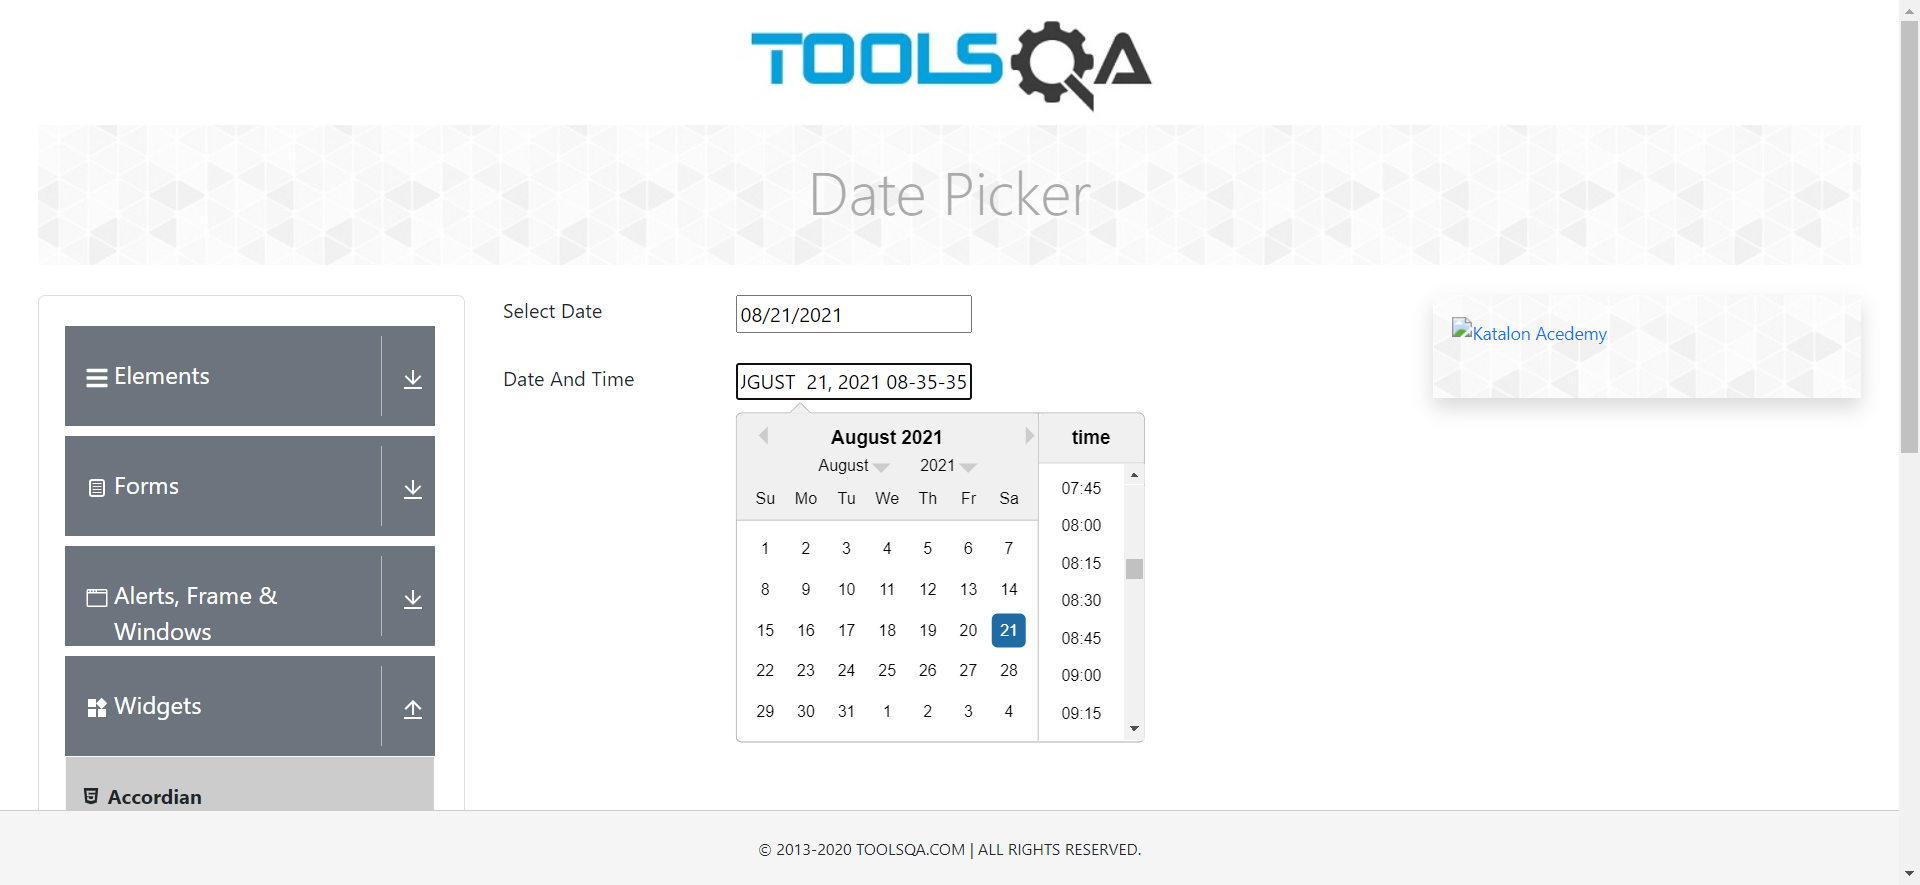 TOOLSQA
Date Picker
Select Date
08/21/2021
Katalon Acedemy
Elements
Date And Time
UGUST  21, 2021 08-35-35
August 2021
time
August
2021
Su Mo Tu We Th Fr Sa
1 2 3 4 5 6 7
8 9 10 11 12 13 14
15 16 17 18 19 20 21
22 23 24 25 26 27 28
29 30 31 1 2 3 4
07:45
08:00
08:15
08:30
08:45
09:00
09:15
Forms
Alerts, Frame &
Windows
Widgets
Accordian
© 2013-2020 TOOLSQA.COM | ALL RIGHTS RESERVED.